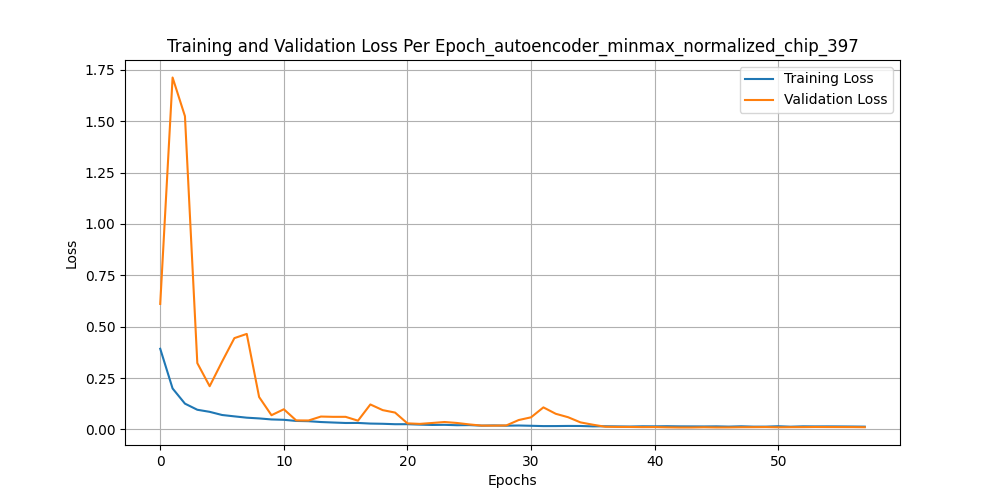 Training and Validation Loss Per Epoch_autoencoder_minmax_normalized_chip_397
Training Loss
Validation Loss
1.75
1.50
1.25
1.00
0.75
0.50
0.25
0.00
Loss
0 10 20 30 40 50
Epochs